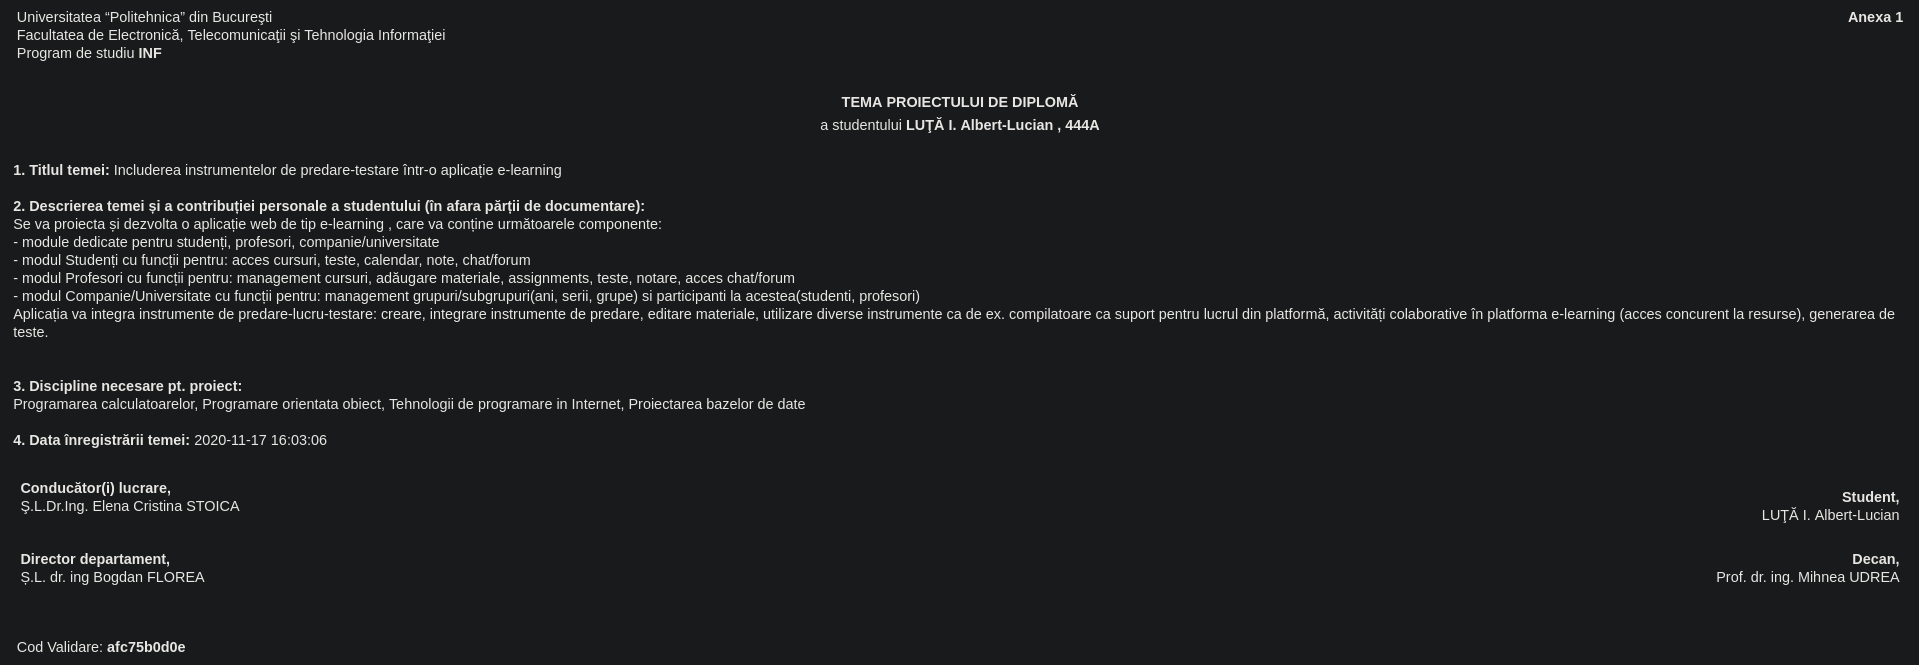 Universitatea “Politehnica” din Bucureşti
Anexa 1
Facultatea de Electronică, Telecomunicaţii şi Tehnologia Informaţiei
Program de studiu INF
TEMA PROIECTULUI DE DIPLOMĂ
a studentului LUŢĂ I. Albert-Lucian , 444A
1. Titlul temei: Includerea instrumentelor de predare-testare într-o aplicație e-learning
2. Descrierea temei și a contribuției personale a studentului (în afara părții de documentare):
Se va proiecta și dezvolta o aplicație web de tip e-learning , care va conține următoarele componente:
- module dedicate pentru studenți, profesori, companie/universitate
- modul Studenți cu funcții pentru: acces cursuri, teste, calendar, note, chat/forum
- modul Profesori cu funcții pentru: management cursuri, adăugare materiale, assignments, teste, notare, acces chat/forum
- modul Companie/Universitate cu funcții pentru: management grupuri/subgrupuri(ani, serii, grupe) si participanti la acestea(studenti, profesori)
Aplicația va integra instrumente de predare-lucru-testare: creare, integrare instrumente de predare, editare materiale, utilizare diverse instrumente ca de ex. compilatoare ca suport pentru lucrul din platformă, activități colaborative în platforma e-learning (acces concurent la resurse), generarea de
teste.
3. Discipline necesare pt. proiect:
Programarea calculatoarelor, Programare orientata obiect, Tehnologii de programare in Internet, Proiectarea bazelor de date
4. Data înregistrării temei: 2020-11-17 16:03:06
Conducător(i) lucrare,
Ş.L.Dr.Ing. Elena Cristina STOICA
Student,
LUŢĂ I. Albert-Lucian
Director departament,
Ș.L. dr. ing Bogdan FLOREA
Decan,
Prof. dr. ing. Mihnea UDREA
Cod Validare: afc75b0d0e